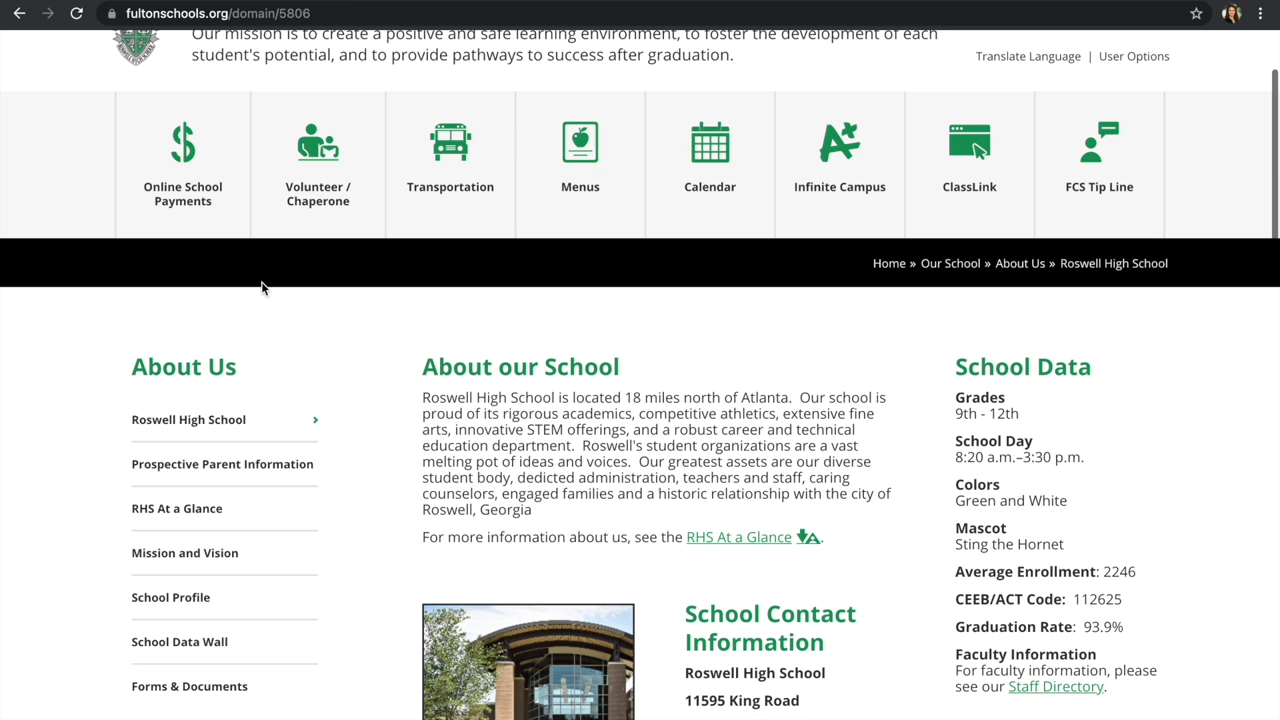 fultonschools.org/domain/5806
Our mission is to create a positive and safe learning environment, to foster the development of each
student's potential, and to provide pathways to success after graduation.
Translate Language | User Options
Online School
Payments
Volunteer /
Chaperone
Transportation
Menus
Calendar
Infinite Campus
ClassLink
FCS Tip Line
Home » Our School » About Us » Roswell High School
About Us
Roswell High School
Prospective Parent Information
RHS At a Glance
Mission and Vision
School Profile
School Data Wall
Forms & Documents
About our School
Roswell High School is located 18 miles north of Atlanta. Our school is
proud of its rigorous academics, competitive athletics, extensive fine
arts, innovative STEM offerings, and a robust career and technical
education department. Roswell's student organizations are a vast
melting pot of ideas and voices. Our greatest assets are our diverse
student body, dedicted administration, teachers and staff, caring
counselors, engaged families and a historic relationship with the city of
Roswell, Georgia
For more information about us, see the RHS At a Glance.
School Contact
Information
Roswell High School
11595 King Road
School Data
Grades
9th - 12th
School Day
8:20 a.m.–3:30 p.m.
Colors
Green and White
Mascot
Sting the Hornet
Average Enrollment: 2246
CEEB/ACT Code: 112625
Graduation Rate: 93.9%
Faculty Information
For faculty information, please
see our Staff Directory.